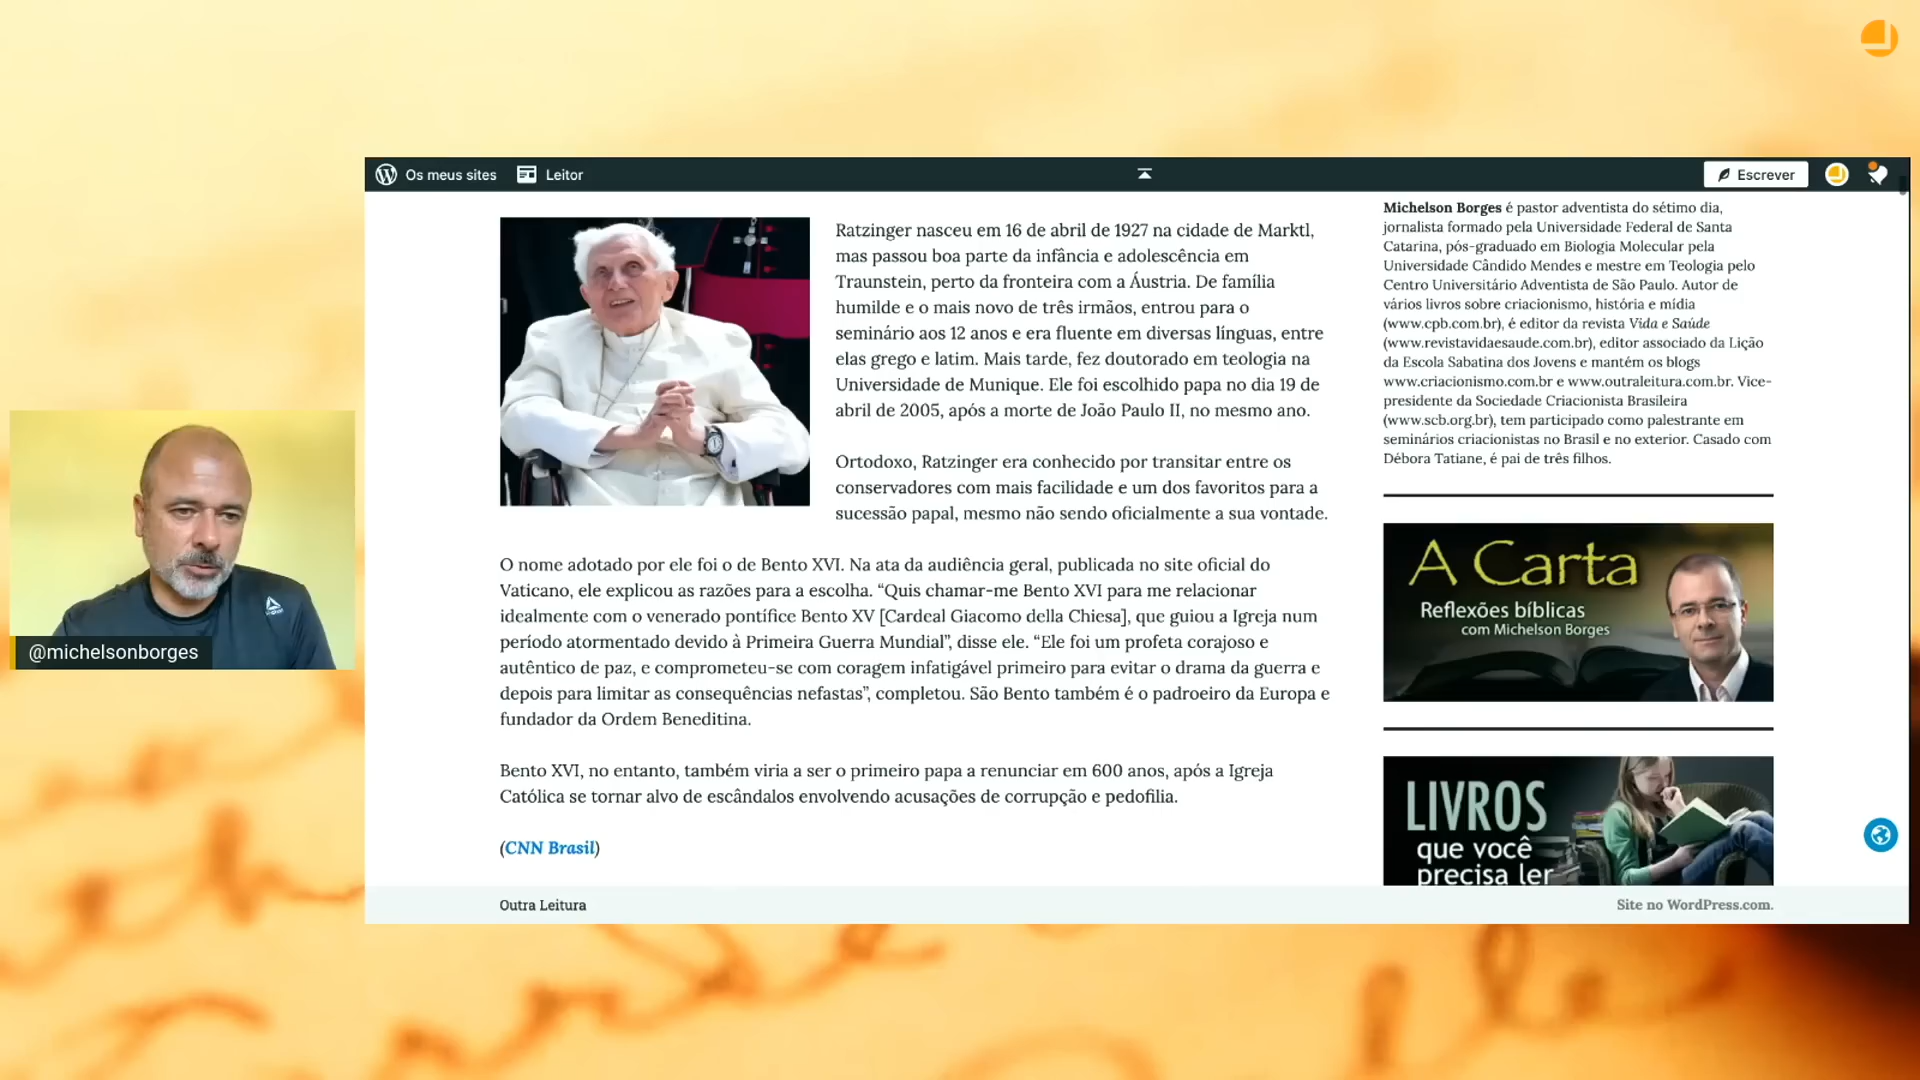 Os meus sites
Leitor
Escrever
Ratzinger nasceu em 16 de abril de 1927 na cidade de Marktl,
mas passou boa parte da infância e adolescência em
Traunstein, perto da fronteira com a Áustria. De família
humilde e o mais novo de três irmãos, entrou para o
seminário aos 12 anos e era fluente em diversas línguas, entre
elas grego e latim. Mais tarde, fez doutorado em teologia na
Universidade de Munique. Ele foi escolhido papa no dia 19 de
abril de 2005, após a morte de João Paulo II, no mesmo ano.
Ortodoxo, Ratzinger era conhecido por transitar entre os
conservadores com mais facilidade e um dos favoritos para a
sucessão papal, mesmo não sendo oficialmente a sua vontade.
O nome adotado por ele foi o de Bento XVI. Na ata da audiência geral, publicada no site oficial do
Vaticano, ele explicou as razões para a escolha. “Quis chamar-me Bento XVI para me relacionar
idealmente com o venerado pontífice Bento XV [Cardeal Giacomo della Chiesa], que guiou a Igreja num
período atormentado devido à Primeira Guerra Mundial”, disse ele. “Ele foi um profeta corajoso e
autêntico de paz, e comprometeu-se com coragem infatigável primeiro para evitar o drama da guerra e
depois para limitar as consequências nefastas”, completou. São Bento também é o padroeiro da Europa e
fundador da Ordem Beneditina.
Bento XVI, no entanto, também viria a ser o primeiro papa a renunciar em 600 anos, após a Igreja
Católica se tornar alvo de escândalos envolvendo acusações de corrupção e pedofilia.
(CNN Brasil)
Michelson Borges é pastor adventista do sétimo dia,
jornalista formado pela Universidade Federal de Santa
Catarina, pós-graduado em Biologia Molecular pela
Universidade Cândido Mendes e mestre em Teologia pelo
Centro Universitário Adventista de São Paulo. Autor de
vários livros sobre criacionismo, história e mídia
(www.cpb.com.br), é editor da revista Vida e Saúde
(www.revistavidaesaude.com.br), editor associado da Lição
da Escola Sabatina dos Jovens e mantém os blogs
www.criacionismo.com.br e www.outraleitura.com.br. Vice-
presidente da Sociedade Criacionista Brasileira
(www.scb.org.br), tem participado como palestrante em
seminários criacionistas no Brasil e no exterior. Casado com
Débora Tatiane, é pai de três filhos.
A Carta
Reflexões bíblicas
com Michelson Borges
LIVROS
que você
precisa ler
@michelsonborges
Outra Leitura
Site no WordPress.com.